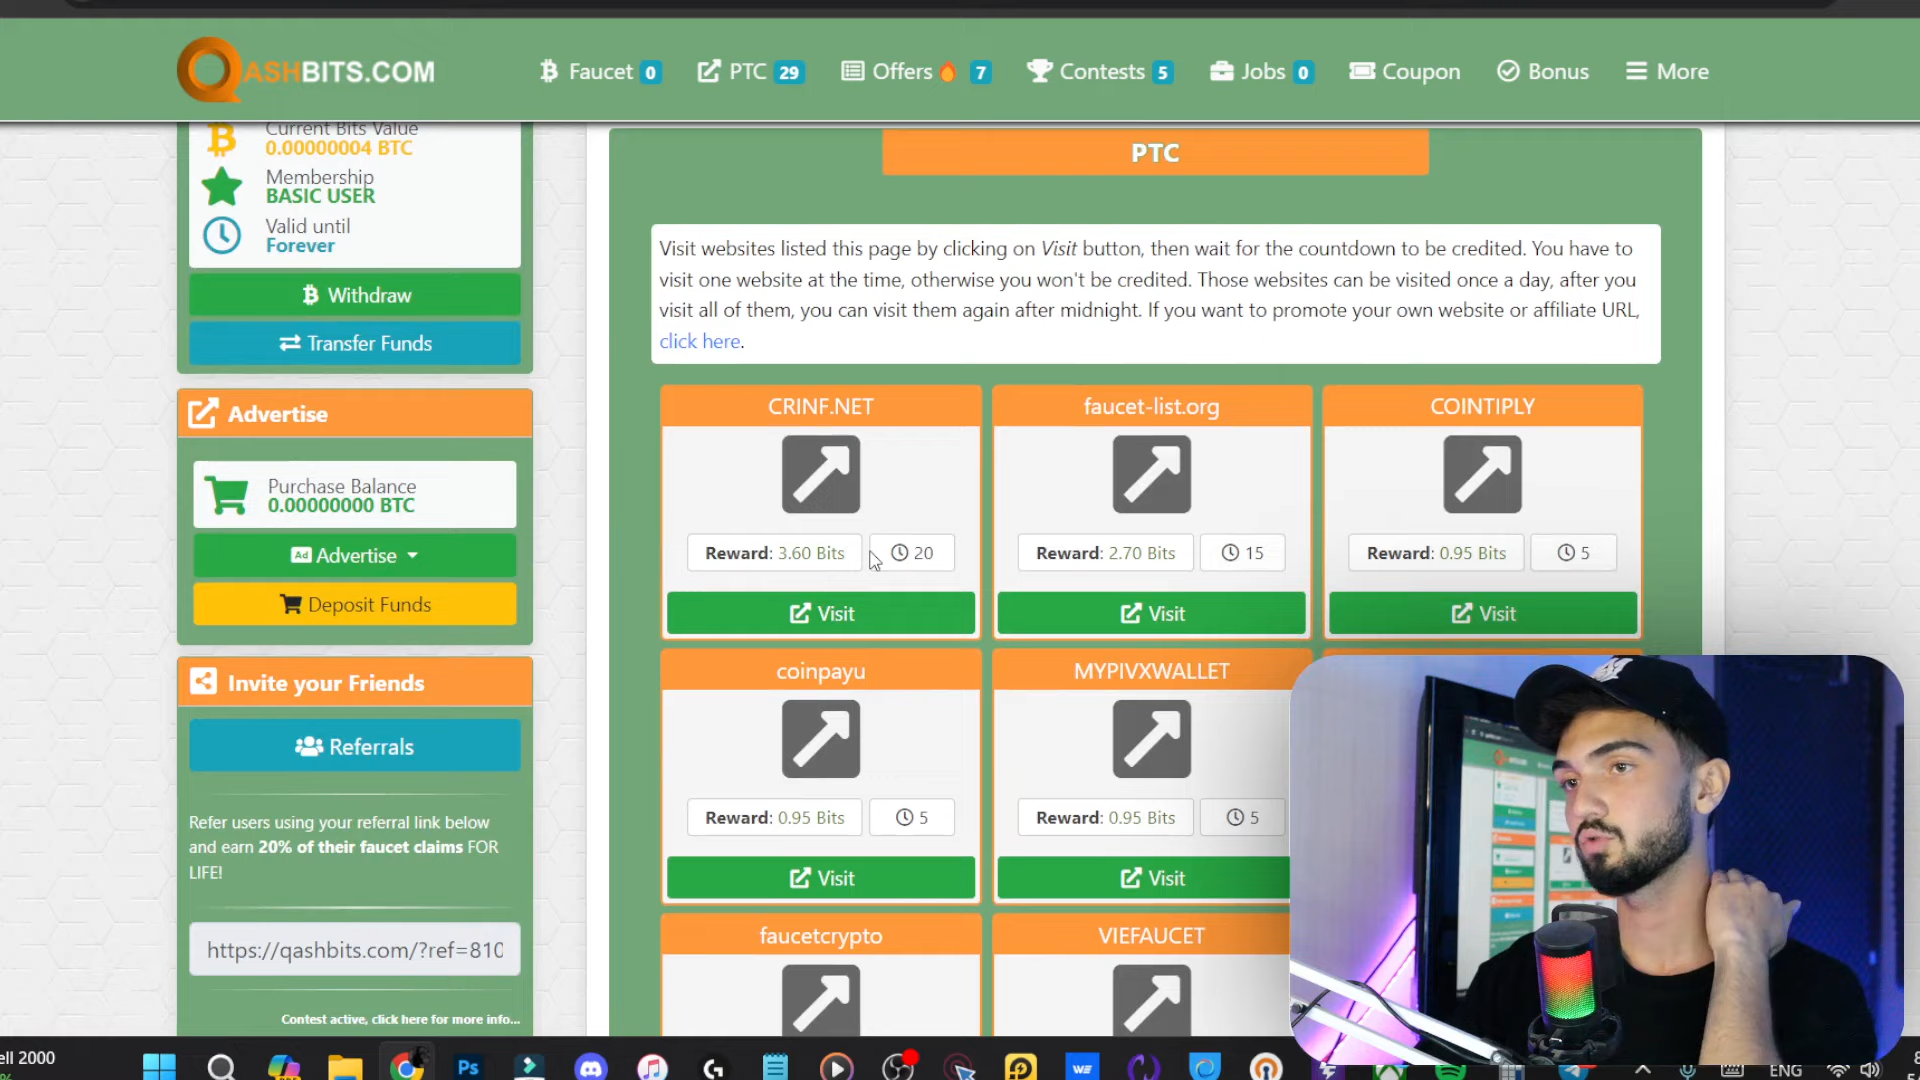 QASHBITS.COM
Faucet 0
PTC 29
Offers 7
Contests 5
Jobs 0
Coupon
Bonus
More
Current Bits Value
0.00000004 BTC
Membership
BASIC USER
Valid until
Forever
Withdraw
Transfer Funds
Advertise
Purchase Balance
0.00000000 BTC
Ad Advertise
Deposit Funds
Invite your Friends
Referrals
Refer users using your referral link below
and earn 20% of their faucet claims FOR
LIFE!
https://qashbits.com/?ref=810
Contest active, click here for more info...
PTC
Visit websites listed this page by clicking on Visit button, then wait for the countdown to be credited. You have to
visit one website at the time, otherwise you won't be credited. Those websites can be visited once a day, after you
visit all of them, you can visit them again after midnight. If you want to promote your own website or affiliate URL,
click here.
CRINF.NET
Reward: 3.60 Bits
20
Visit
faucet-list.org
Reward: 2.70 Bits
15
Visit
COINTIPLY
Reward: 0.95 Bits
5
Visit
coinpayu
Reward: 0.95 Bits
5
Visit
MYPIVXWALLET
Reward: 0.95 Bits
5
Visit
faucetcrypto
VIEFAUCET
ell 2000
Ps
WE
ENG